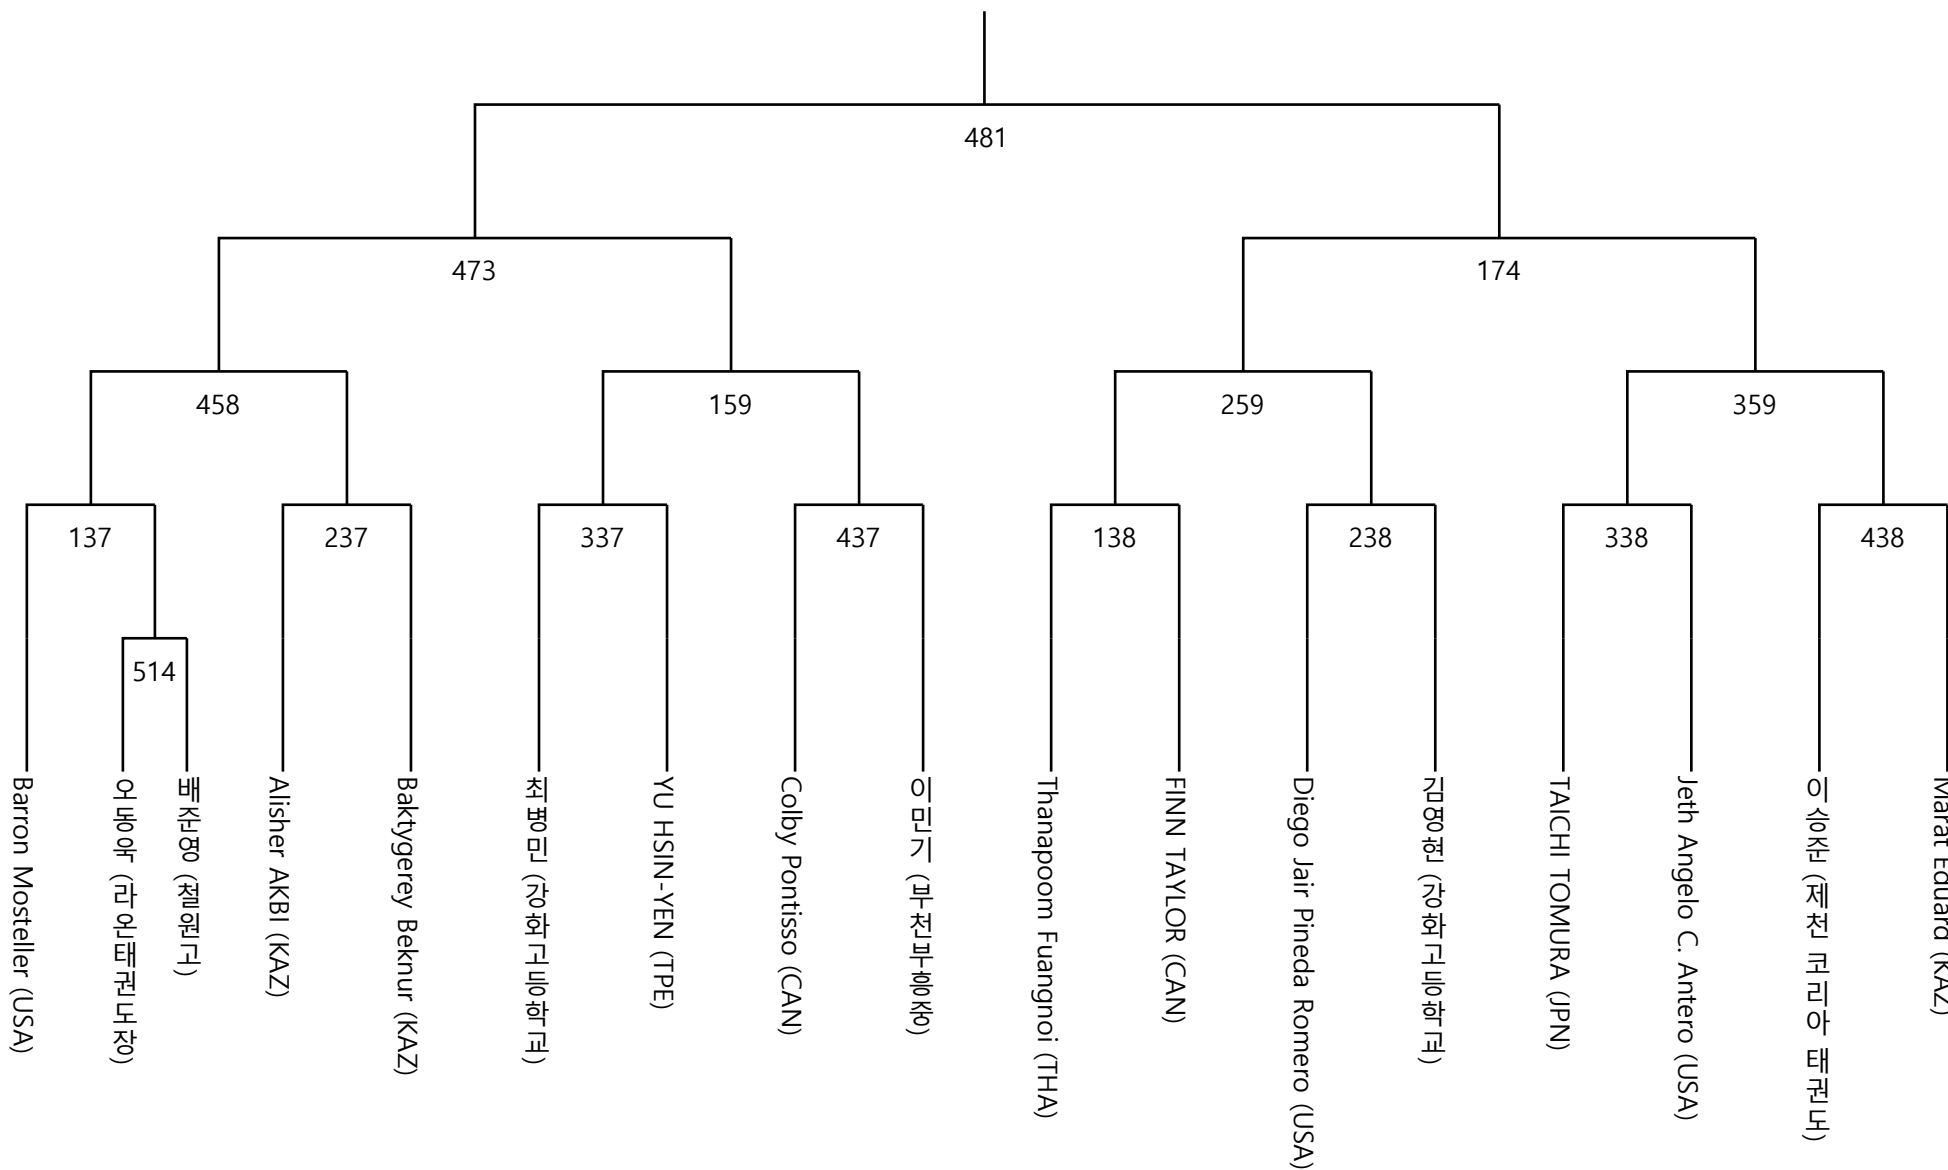 481
473
174
458
159
259
359
137
237
337
437
138
238
338
438
514
Barron Mosteller (USA)
어동욱 (라온태권도장)
배준영 (철원고)
Alisher AKBI (KAZ)
Baktygerey Beknur (KAZ)
최병민 (강화고등학교)
YU HSIN-YEN (TPE)
Colby Pontisso (CAN)
이민기 (부천부흥중)
Thanapoom Fuangnoi (THA)
FINN TAYLOR (CAN)
Diego Jair Pineda Romero (USA)
김영현 (강화고등학교)
TAICHI TOMURA (JPN)
Jeth Angelo C. Antero (USA)
이승준 (제천 코리아 태권도)
Marat Eduard (KAZ)